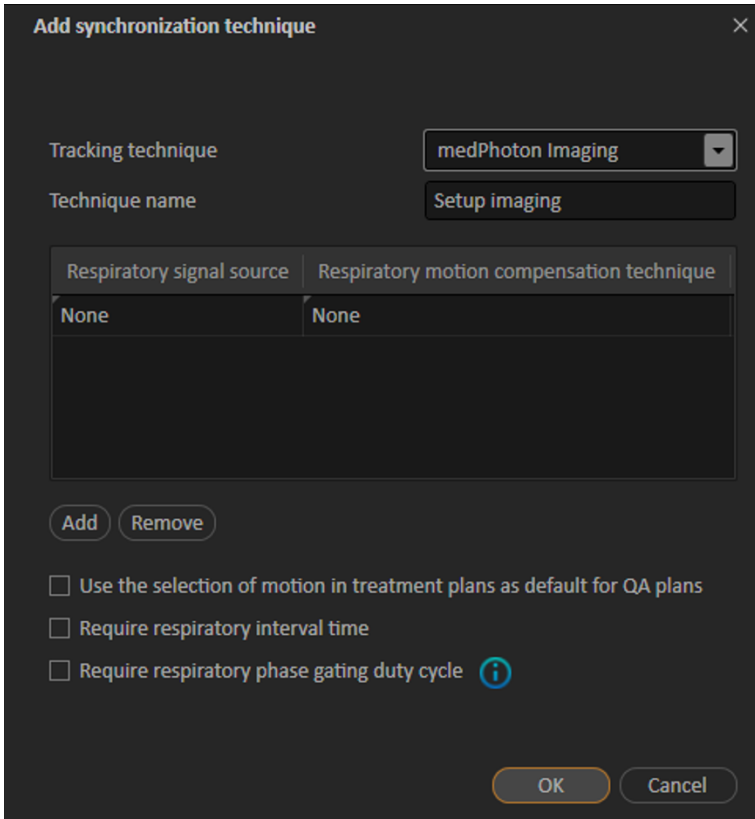 Add synchronization technique
Tracking technique medPhoton Imaging
Technique name Setup imaging
Respiratory signal source Respiratory motion compensation technique
None None
Add Remove
Use the selection of motion in treatment plans as default for QA plans
Require respiratory interval time
Require respiratory phase gating duty cycle
OK Cancel